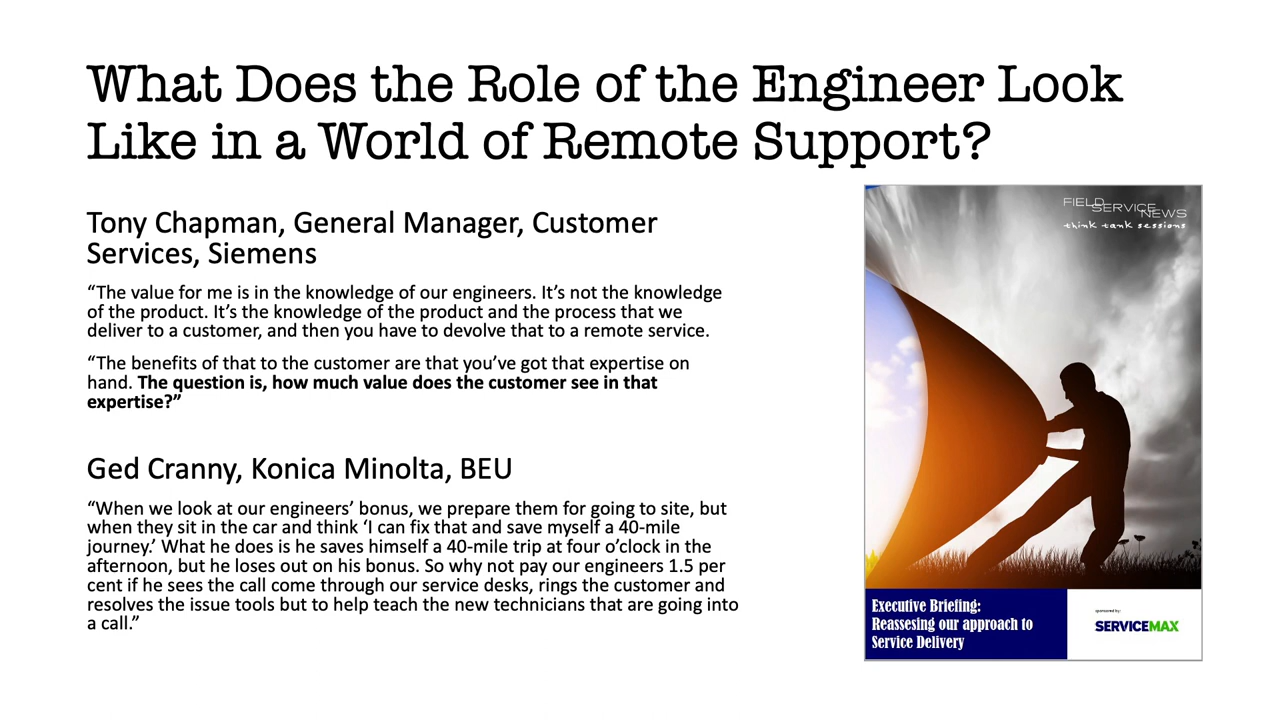 What Does the Role of the Engineer Look
Like in a World of Remote Support?
Tony Chapman, General Manager, Customer
Services, Siemens
“The value for me is in the knowledge of our engineers. It’s not the knowledge
of the product. It’s the knowledge of the product and the process that we
deliver to a customer, and then you have to devolve that to a remote service.
“The benefits of that to the customer are that you’ve got that expertise on
hand. The question is, how much value does the customer see in that
expertise?”
Ged Cranny, Konica Minolta, BEU
“When we look at our engineers’ bonus, we prepare them for going to site, but
when they sit in the car and think ‘I can fix that and save myself a 40-mile
journey.’ What he does is he saves himself a 40-mile trip at four o’clock in the
afternoon, but he loses out on his bonus. So why not pay our engineers 1.5 per
cent if he sees the call come through our service desks, rings the customer and
resolves the issue tools but to help teach the new technicians that are going into
a call.”
FIELD
SERVICE
NEWS
think tank sessions
Executive Briefing:
Reassesing our approach to
Service Delivery
sponsored by:
SERVICEMAX